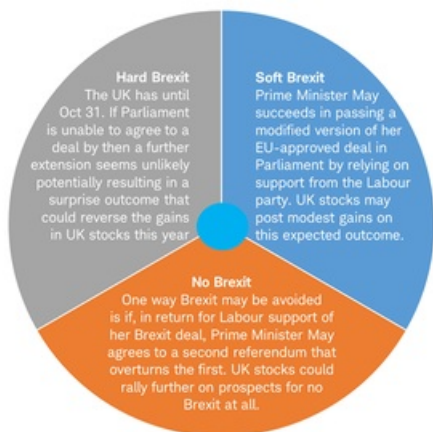 Hard Brexit
The UK has until
Oct 31. If Parliament
is unable to agree to a
deal by then a further
extension seems unlikely
potentially resulting in a
surprise outcome that
could reverse the gains
in UK stocks this year
Soft Brexit
Prime Minister May
succeeds in passing a
modified version of her
EU-approved deal in
Parliament by relying on
support from the Labour
party. UK stocks may
post modest gains on
this expected outcome.
No Brexit
One way Brexit may be avoided
is if, in return for Labour support of
her Brexit deal, Prime Minister May
agrees to a second referendum that
overturns the first. UK stocks could
rally further on prospects for no
Brexit at all.